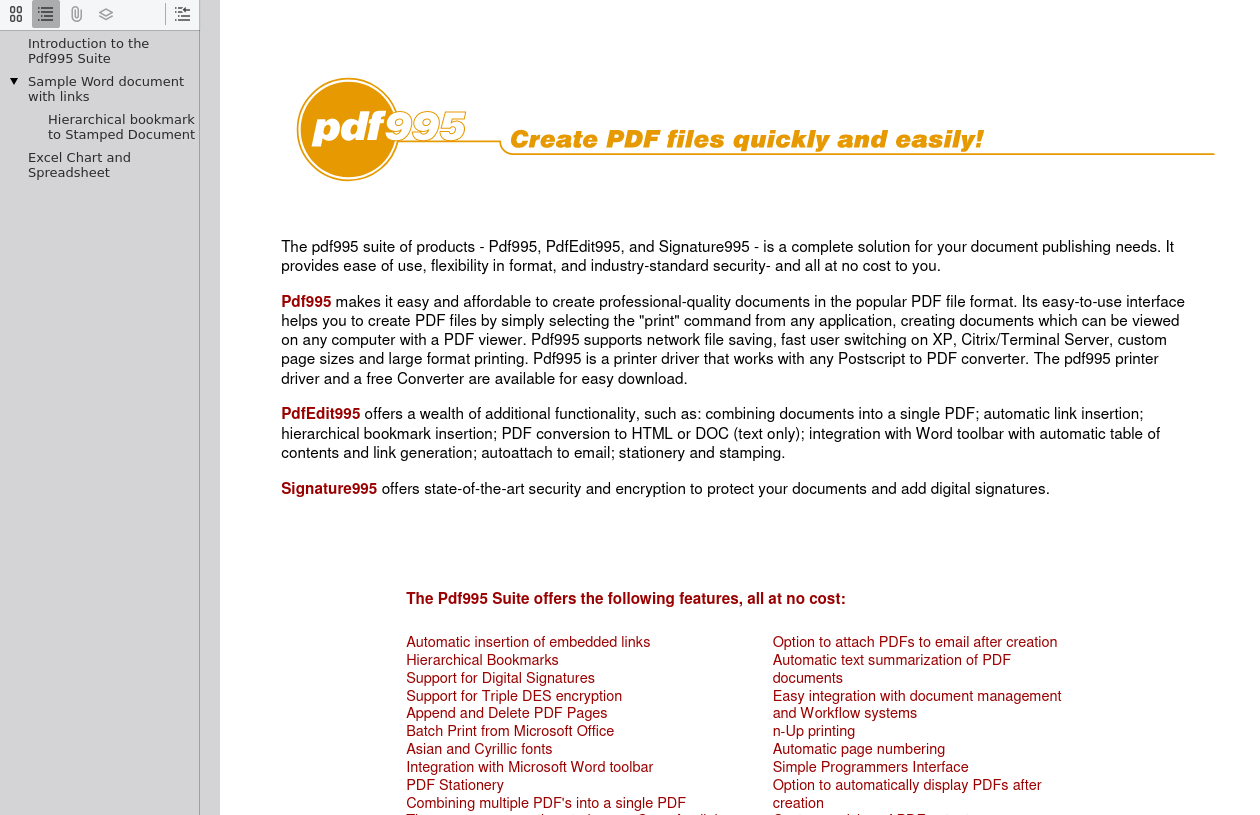 Introduction to the
Pdf995 Suite
Sample Word document
with links
Hierarchical bookmark
to Stamped Document
Excel Chart and
Spreadsheet
pdf995
Create PDF files quickly and easily!
The pdf995 suite of products - Pdf995, PdfEdit995, and Signature995 - is a complete solution for your document publishing needs. It
provides ease of use, flexibility in format, and industry-standard security- and all at no cost to you.
Pdf995 makes it easy and affordable to create professional-quality documents in the popular PDF file format. Its easy-to-use interface
helps you to create PDF files by simply selecting the "print" command from any application, creating documents which can be viewed
on any computer with a PDF viewer. Pdf995 supports network file saving, fast user switching on XP, Citrix/Terminal Server, custom
page sizes and large format printing. Pdf995 is a printer driver that works with any Postscript to PDF converter. The pdf995 printer
driver and a free Converter are available for easy download.
PdfEdit995 offers a wealth of additional functionality, such as: combining documents into a single PDF; automatic link insertion;
hierarchical bookmark insertion; PDF conversion to HTML or DOC (text only); integration with Word toolbar with automatic table of
contents and link generation; autoattach to email; stationery and stamping.
Signature995 offers state-of-the-art security and encryption to protect your documents and add digital signatures.
The Pdf995 Suite offers the following features, all at no cost:
Automatic insertion of embedded links
Hierarchical Bookmarks
Support for Digital Signatures
Support for Triple DES encryption
Append and Delete PDF Pages
Batch Print from Microsoft Office
Asian and Cyrillic fonts
Integration with Microsoft Word toolbar
PDF Stationery
Combining multiple PDF's into a single PDF
Option to attach PDFs to email after creation
Automatic text summarization of PDF
documents
Easy integration with document management
and Workflow systems
n-Up printing
Automatic page numbering
Simple Programmers Interface
Option to automatically display PDFs after
creation